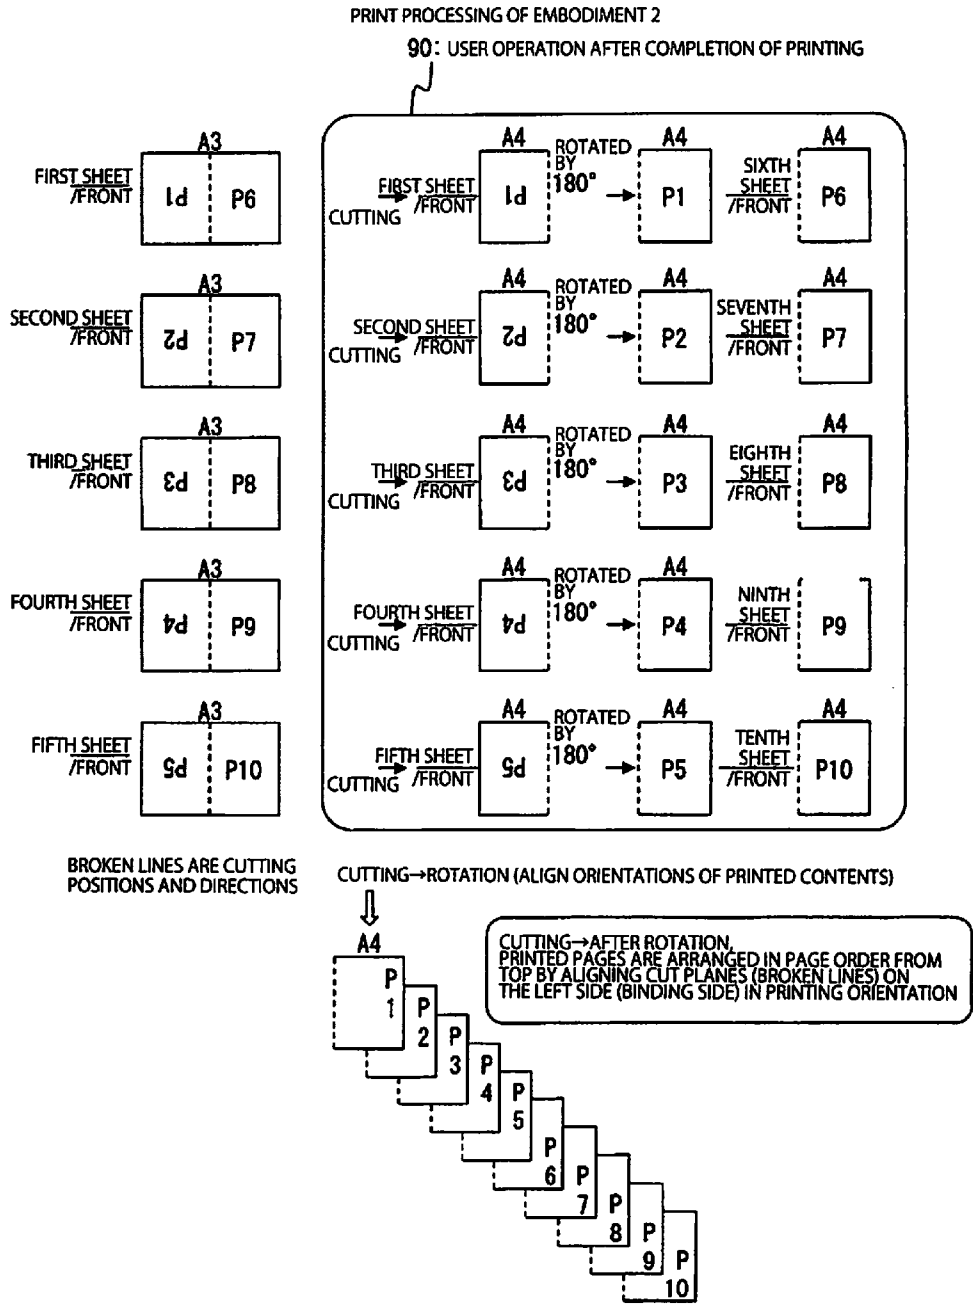 PRINT PROCESSING OF EMBODIMENT 2
90: USER OPERATION AFTER COMPLETION OF PRINTING
A3
FIRST SHEET
/FRONT
P1 P6
CUTTING
FIRST SHEET
/FRONT
A4
P1
ROTATED
BY
180°
→
A4
P1
SIXTH
SHEET
/FRONT
A4
P6
A3
SECOND SHEET
/FRONT
P2 P7
CUTTING
SECOND SHEET
/FRONT
A4
P2
ROTATED
BY
180°
→
A4
P2
SEVENTH
SHEET
/FRONT
A4
P7
A3
THIRD SHEET
/FRONT
P3 P8
CUTTING
THIRD SHEET
/FRONT
A4
P3
ROTATED
BY
180°
→
A4
P3
EIGHTH
SHEET
/FRONT
A4
P8
A3
FOURTH SHEET
/FRONT
P4 P9
CUTTING
FOURTH SHEET
/FRONT
A4
P4
ROTATED
BY
180°
→
A4
P4
NINTH
SHEET
/FRONT
P9
A3
FIFTH SHEET
/FRONT
P5 P10
CUTTING
FIFTH SHEET
/FRONT
A4
P5
ROTATED
BY
180°
→
A4
P5
TENTH
SHEET
/FRONT
A4
P10
BROKEN LINES ARE CUTTING
POSITIONS AND DIRECTIONS
CUTTING→ROTATION (ALIGN ORIENTATIONS OF PRINTED CONTENTS)
CUTTING→AFTER ROTATION,
PRINTED PAGES ARE ARRANGED IN PAGE ORDER FROM
TOP BY ALIGNING CUT PLANES (BROKEN LINES) ON
THE LEFT SIDE (BINDING SIDE) IN PRINTING ORIENTATION
A4
P
1
P
2
P
3
P
4
P
5
P
6
P
7
P
8
P
9
P
10